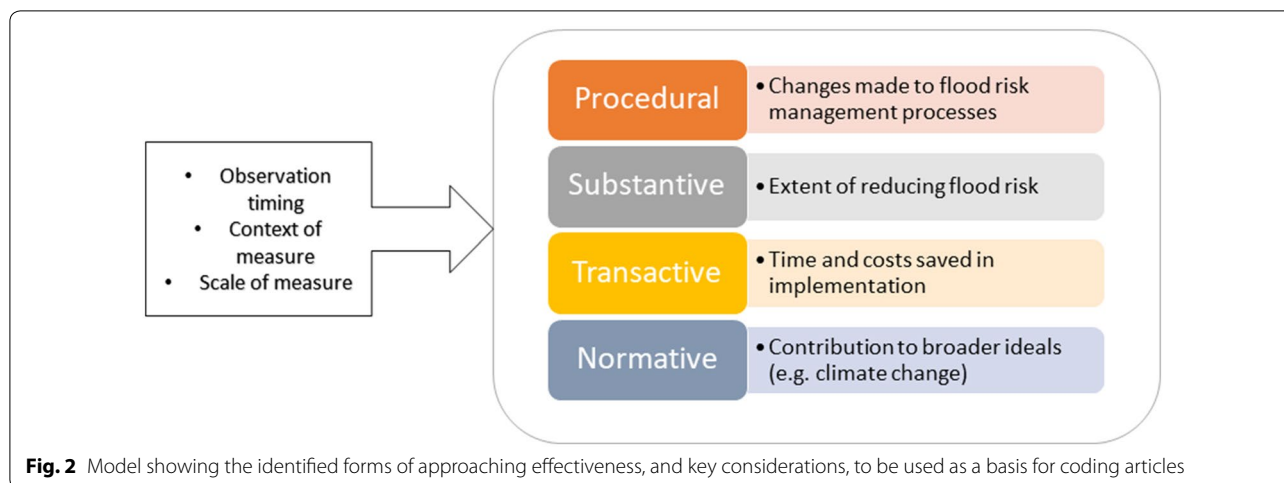 • Observation
timing
• Context of
measure
• Scale of measure
Procedural
• Changes made to flood risk
management processes
Substantive
• Extent of reducing flood risk
Transactive
• Time and costs saved in
implementation
Normative
• Contribution to broader ideals
(e.g. climate change)
Fig. 2 Model showing the identified forms of approaching effectiveness, and key considerations, to be used as a basis for coding articles